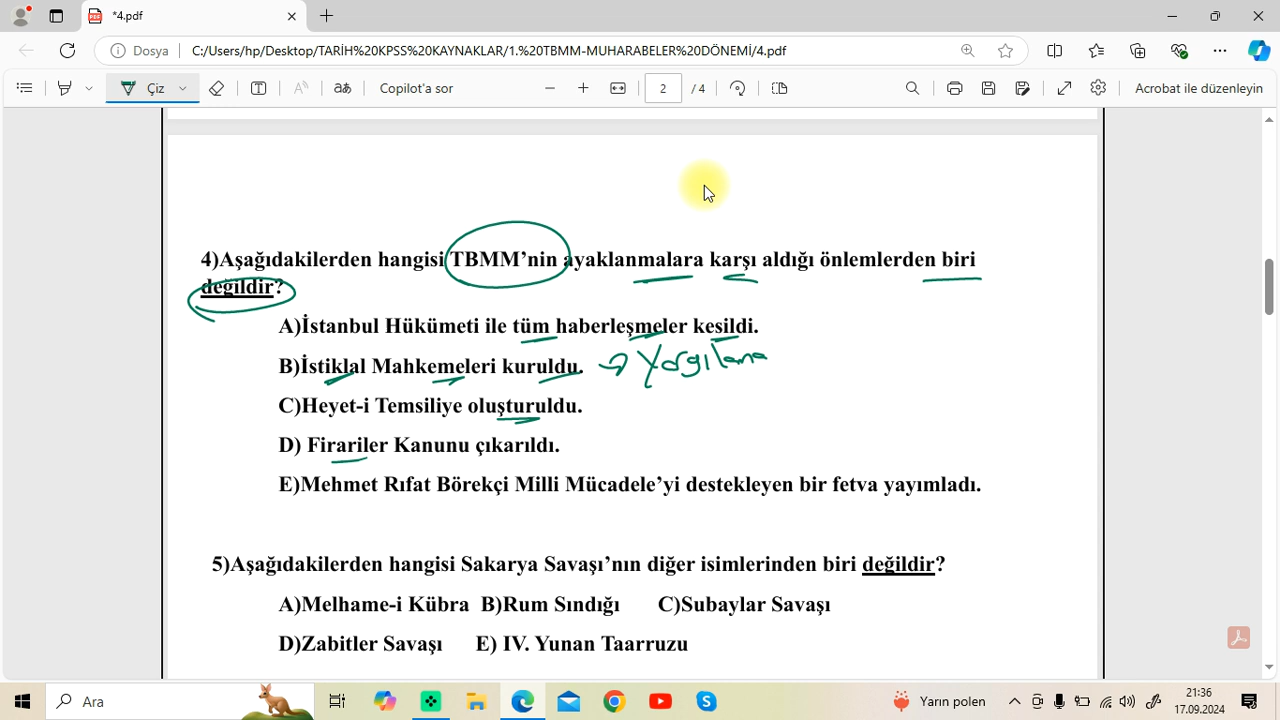 *4.pdf
Dosya C:/Users/hp/Desktop/TARİH%20KPSS%20KAYNAKLAR/1.%20TBMM-MUHARABELER%20DÖNEMİ/4.pdf
Çiz aあ Copilot'a sor 2 / 4 Acrobat ile düzenleyin
4)Aşağıdakilerden hangisi TBMM’nin ayaklanmalara karşı aldığı önlemlerden biri
değildir?
A)İstanbul Hükümeti ile tüm haberleşmeler kesildi.
B)İstiklal Mahkemeleri kuruldu. → Yargılama
C)Heyet-i Temsiliye oluşturuldu.
D) Firariler Kanunu çıkarıldı.
E)Mehmet Rıfat Börekçi Milli Mücadele’yi destekleyen bir fetva yayımladı.
5)Aşağıdakilerden hangisi Sakarya Savaşı’nın diğer isimlerinden biri değildir?
A)Melhame-i Kübra B)Rum Sındığı C)Subaylar Savaşı
D)Zabitler Savaşı E) IV. Yunan Taarruzu
Ara Yarın polen 21:36
17.09.2024